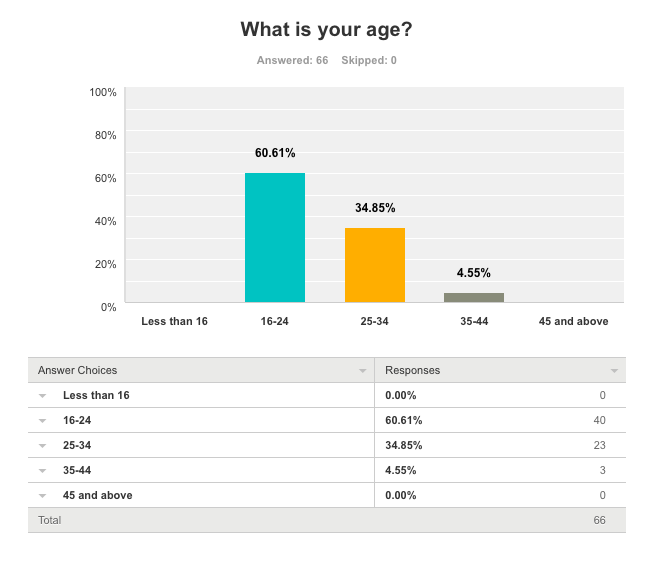 What is your age?
Answered: 66 Skipped: 0
100%
80%
60%
40%
20%
0%
60.61%
34.85%
4.55%
Less than 16 16-24 25-34 35-44 45 and above
Answer Choices Responses
Less than 16 0.00% 0
16-24 60.61% 40
25-34 34.85% 23
35-44 4.55% 3
45 and above 0.00% 0
Total 66